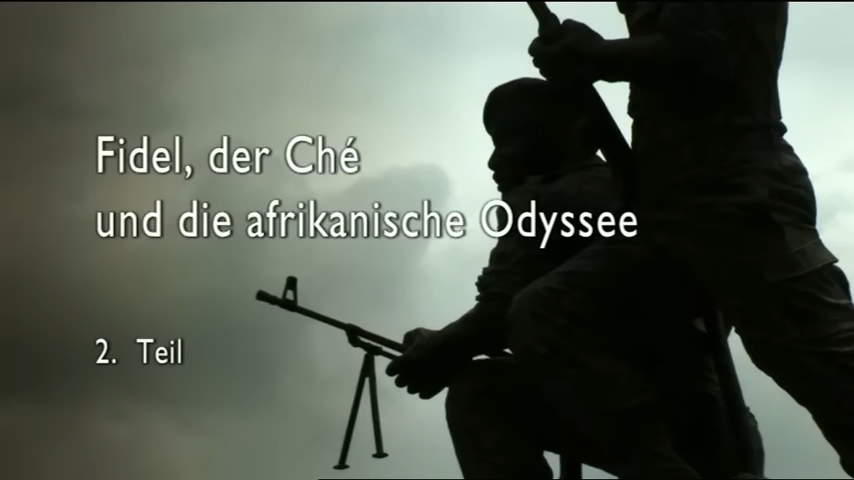 Fidel, der Ché
und die afrikanische Odyssee
2. Teil